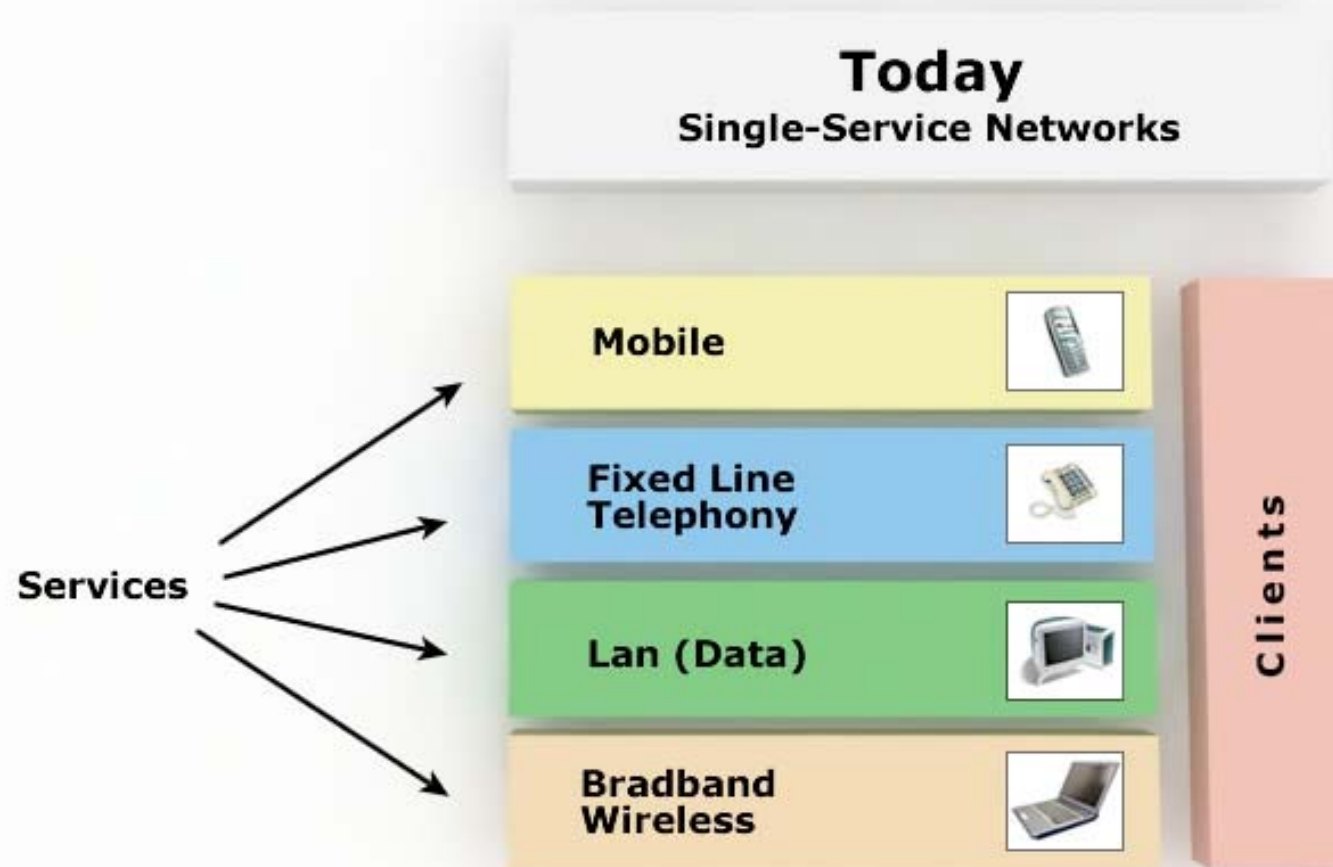 Today
Single-Service Networks
Mobile
Fixed Line
Telephony
Services
Lan (Data)
Bradband
Wireless
Clients